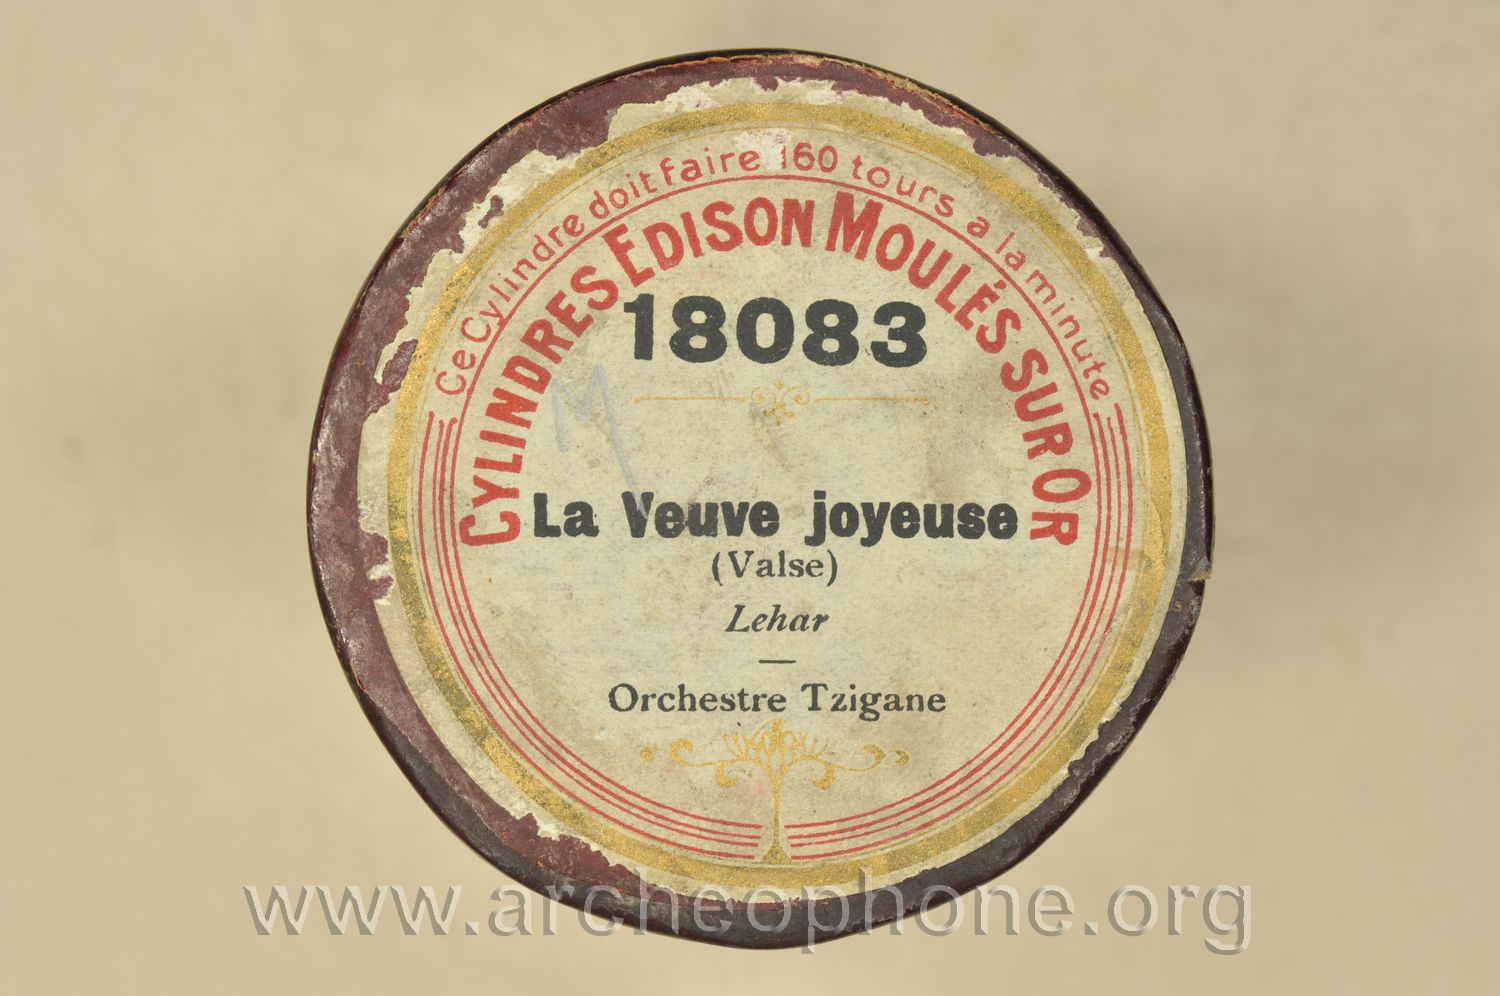 Ce Cylindre doit faire 160 tours a la minute
CYLINDRES EDISON MOULÉS SUR OR
18083
M
La Veuve joyeuse
(Valse)
Lehar
Orchestre Tzigane
www.archeophone.org